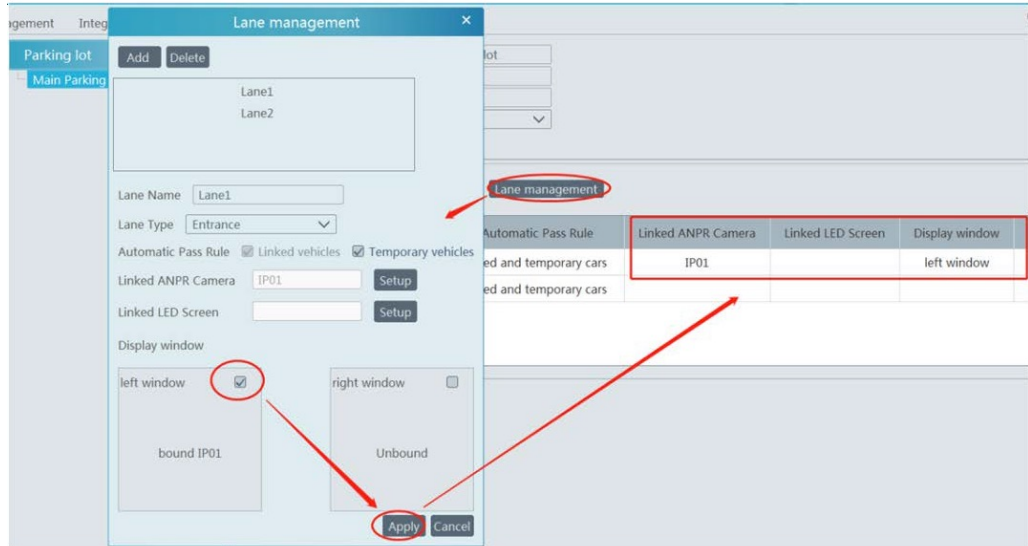 agement Integ
Lane management ×
Parking lot
Main Parking
Add Delete
Lane1
Lane2
lot
Lane management
Lane Name Lane1
Lane Type Entrance
Automatic Pass Rule Linked vehicles Temporary vehicles
Linked ANPR Camera IP01 Setup
Linked LED Screen Setup
Display window
left window right window
bound IP01 Unbound
Apply Cancel
Automatic Pass Rule Linked ANPR Camera Linked LED Screen Display window
ed and temporary cars IP01 left window
ed and temporary cars